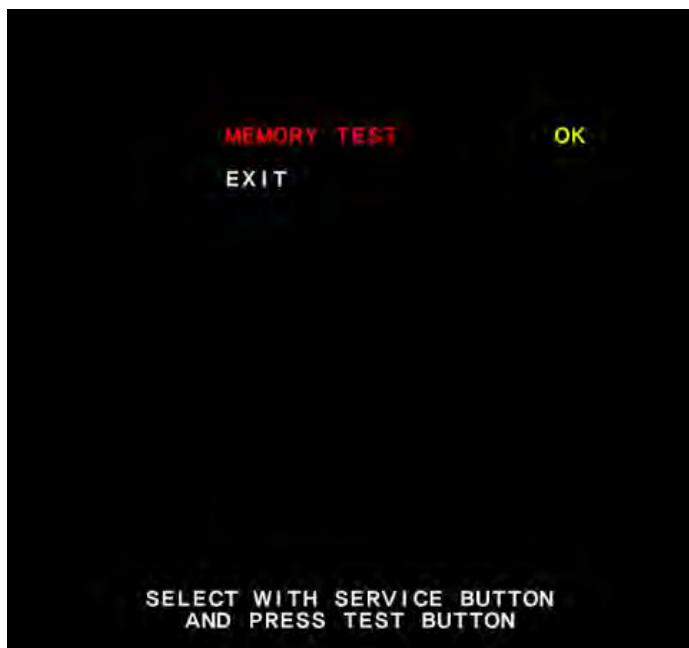 MEMORY TEST OK
EXIT
SELECT WITH SERVICE BUTTON
AND PRESS TEST BUTTON